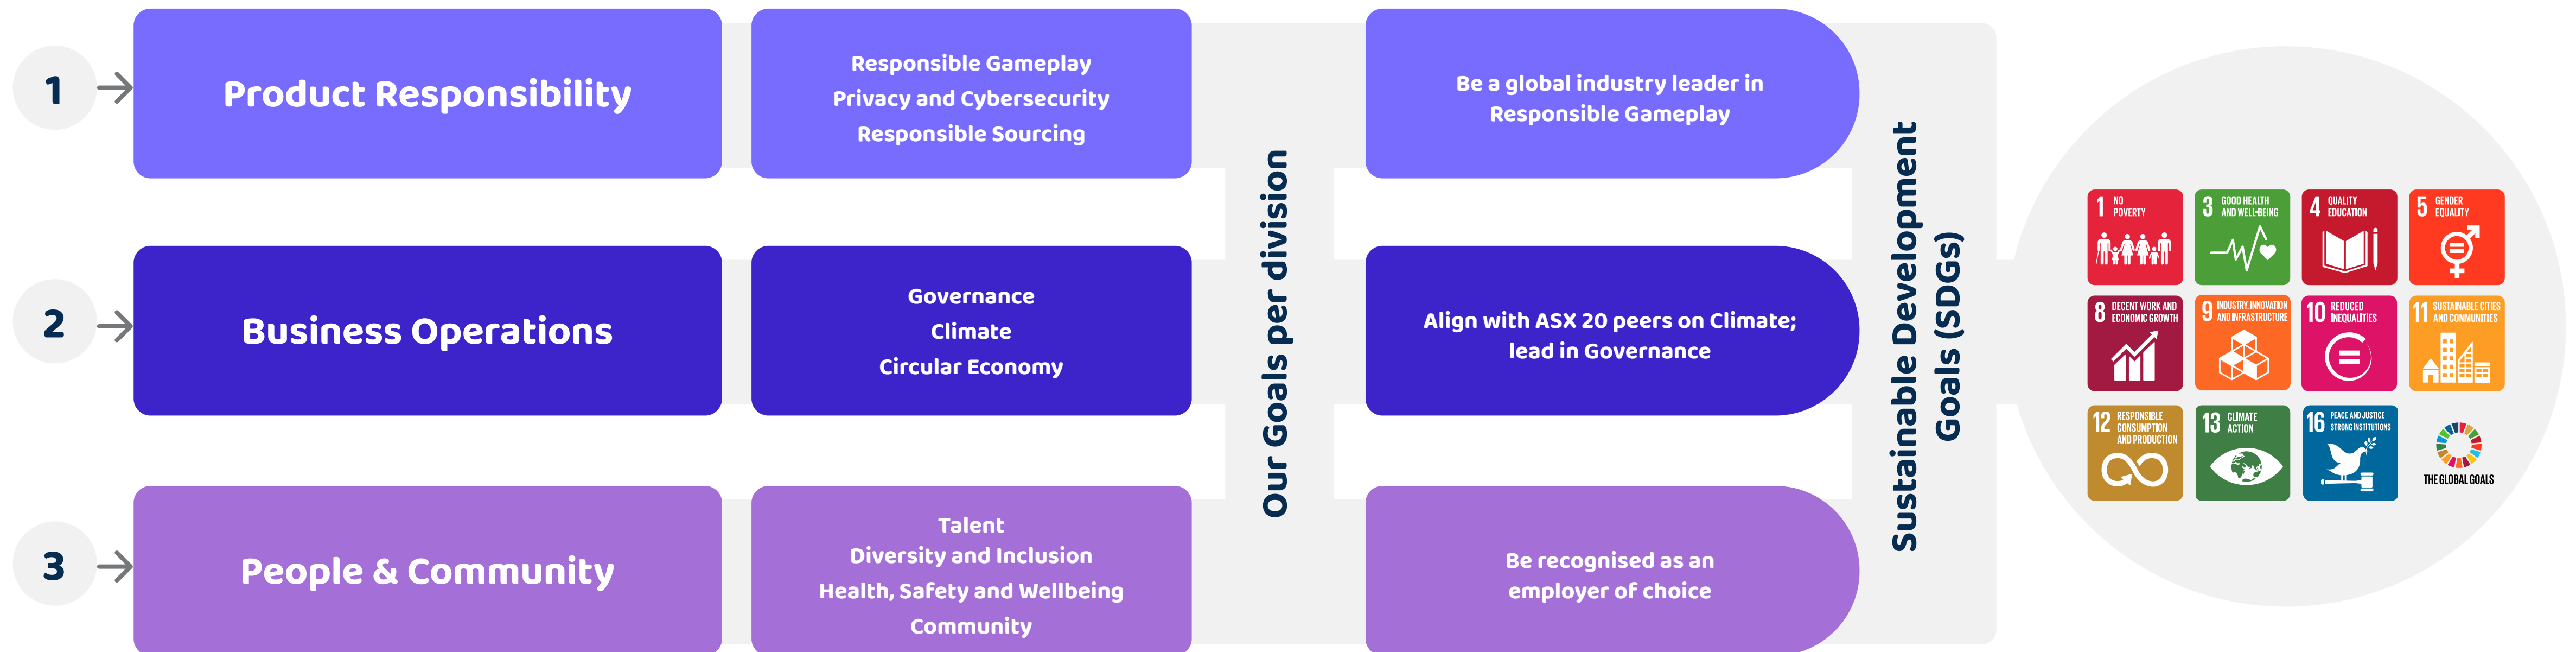 1
Product Responsibility
Responsible Gameplay
Privacy and Cybersecurity
Responsible Sourcing
Be a global industry leader in
Responsible Gameplay
2
Business Operations
Governance
Climate
Circular Economy
Align with ASX 20 peers on Climate;
lead in Governance
3
People & Community
Talent
Diversity and Inclusion
Health, Safety and Wellbeing
Community
Be recognised as an
employer of choice
Our Goals per division
Sustainable Development
Goals (SDGs)
1 NO
POVERTY
3 GOOD HEALTH
AND WELL-BEING
4 QUALITY
EDUCATION
5 GENDER
EQUALITY
8 DECENT WORK AND
ECONOMIC GROWTH
9 INDUSTRY, INNOVATION
AND INFRASTRUCTURE
10 REDUCED
INEQUALITIES
11 SUSTAINABLE CITIES
AND COMMUNITIES
12 RESPONSIBLE
CONSUMPTION
AND PRODUCTION
13 CLIMATE
ACTION
16 PEACE AND JUSTICE
STRONG INSTITUTIONS
THE GLOBAL GOALS